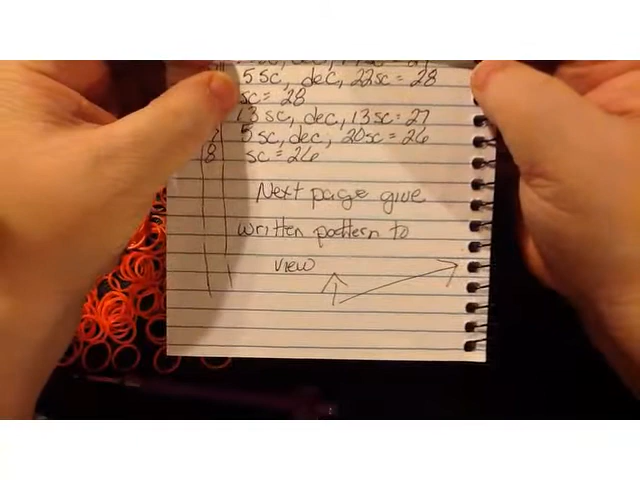 5sc, dec, 22sc = 28
sc = 28
13 sc, dec, 13sc = 27
7 5sc, dec, 20sc = 26
8 sc = 26
Next page give
written pattern to
view